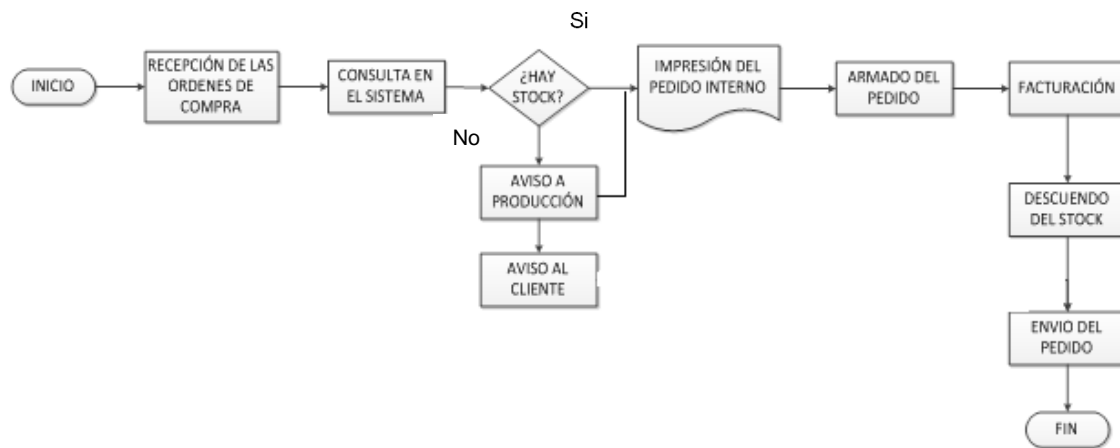 Si
INICIO
RECEPCIÓN DE LAS
ORDENES DE
COMPRA
CONSULTA EN
EL SISTEMA
¿HAY
STOCK?
IMPRESIÓN DEL
PEDIDO INTERNO
ARMADO DEL
PEDIDO
FACTURACIÓN
No
AVISO A
PRODUCCIÓN
DESCUENDO
DEL STOCK
AVISO AL
CLIENTE
ENVIO DEL
PEDIDO
FIN